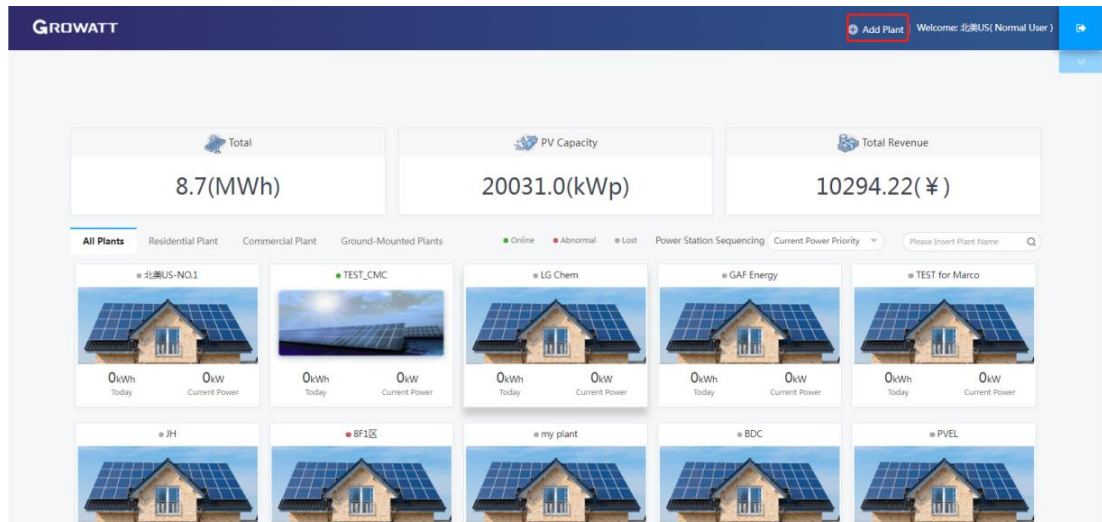 GROWATT
Add Plant Welcome: 北美US( Normal User )
Total
PV Capacity
Total Revenue
8.7(MWh)
20031.0(kWp)
10294.22(¥)
All Plants Residential Plant Commercial Plant Ground-Mounted Plants Online Abnormal Lost Power Station Sequencing Current Power Priority Please Insert Plant Name
北美US-NO.1 TEST_CMC LG Chem GAF Energy TEST for Marco
0kWh 0kW 0kWh 0kW 0kWh 0kW 0kWh 0kW 0kWh 0kW
Today Current Power Today Current Power Today Current Power Today Current Power Today Current Power
JH 8F1区 my plant BDC PVEL